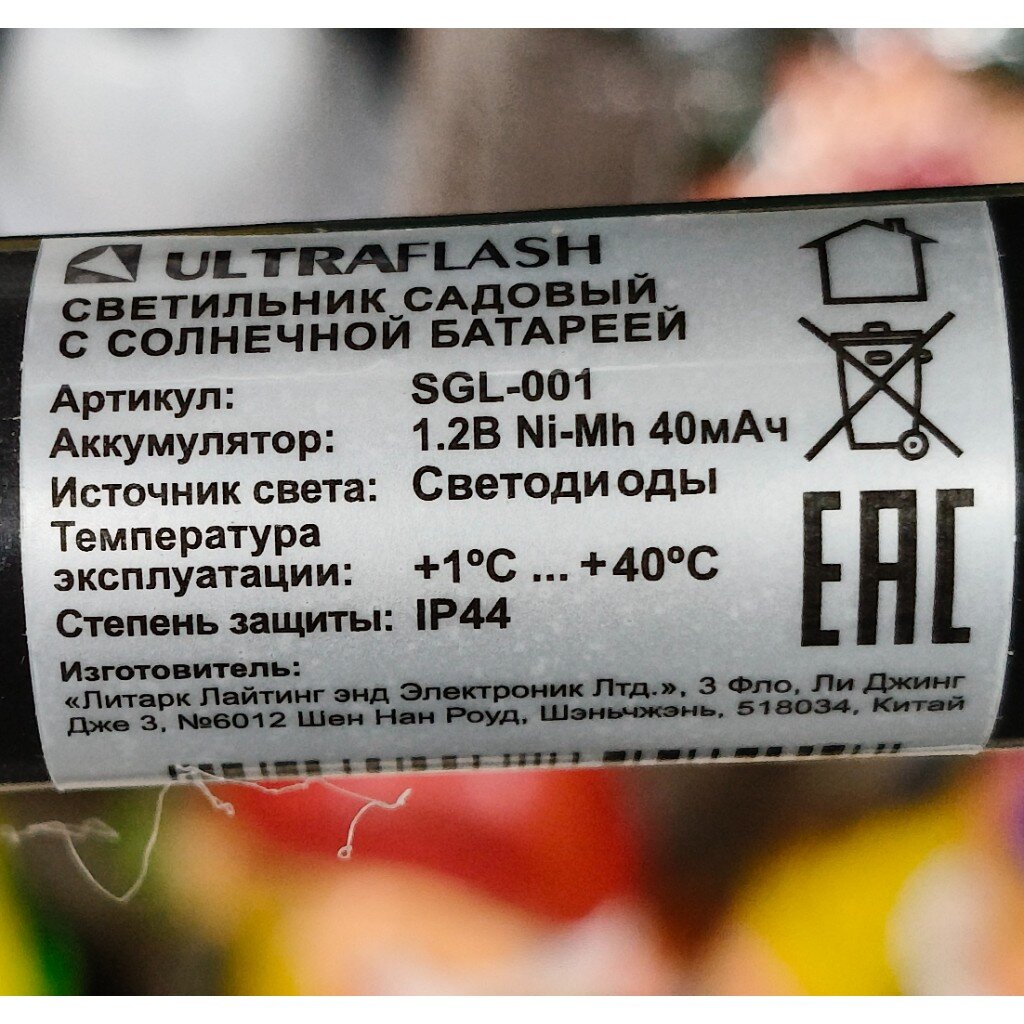 ULTRAFLASH
СВЕТИЛЬНИК САДОВЫЙ
С СОЛНЕЧНОЙ БАТАРЕЕЙ
Артикул: SGL-001
Аккумулятор: 1.2В Ni-Mh 40мАч
Источник света: Светодиоды
Температура
эксплуатации: +1ºC ... +40ºC
Степень защиты: IP44
Изготовитель:
«Литарк Лайтинг энд Электроник Лтд.», 3 Фло, Ли Джинг
Дже 3, №6012 Шен Нан Роуд, Шэньчжэнь, 518034, Китай
EAC